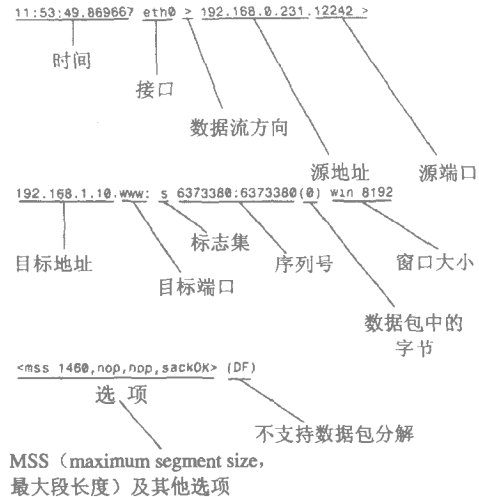 11:53:49.869667 eth0 > 192.168.0.231.12242 >
时间
接口
数据流方向
源地址
源端口
192.168.1.10.www: s 6373380:6373380(0) win 8192
目标地址
目标端口
标志集
序列号
窗口大小
数据包中的
字节
<mss 1460,nop,nop,sackOK> (DF)
选 项
不支持数据包分解
MSS（maximum segment size，
最大段长度）及其他选项